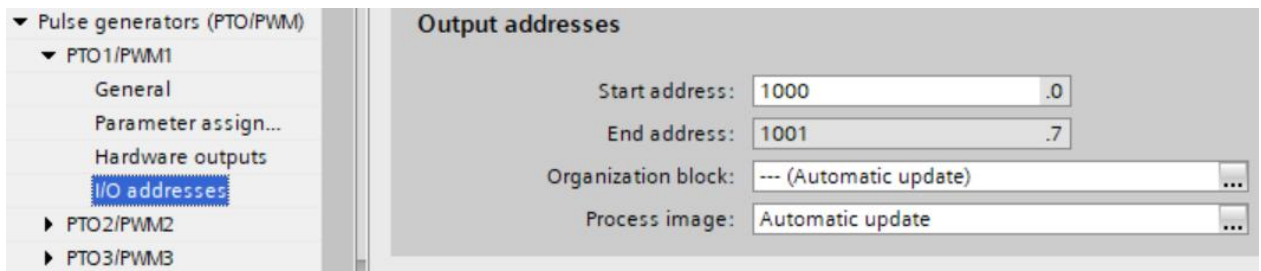 Pulse generators (PTO/PWM)
PTO1/PWM1
General
Parameter assign...
Hardware outputs
I/O addresses
PTO2/PWM2
PTO3/PWM3
Output addresses
Start address: 1000 .0
End address: 1001 .7
Organization block: --- (Automatic update) ...
Process image: Automatic update ...